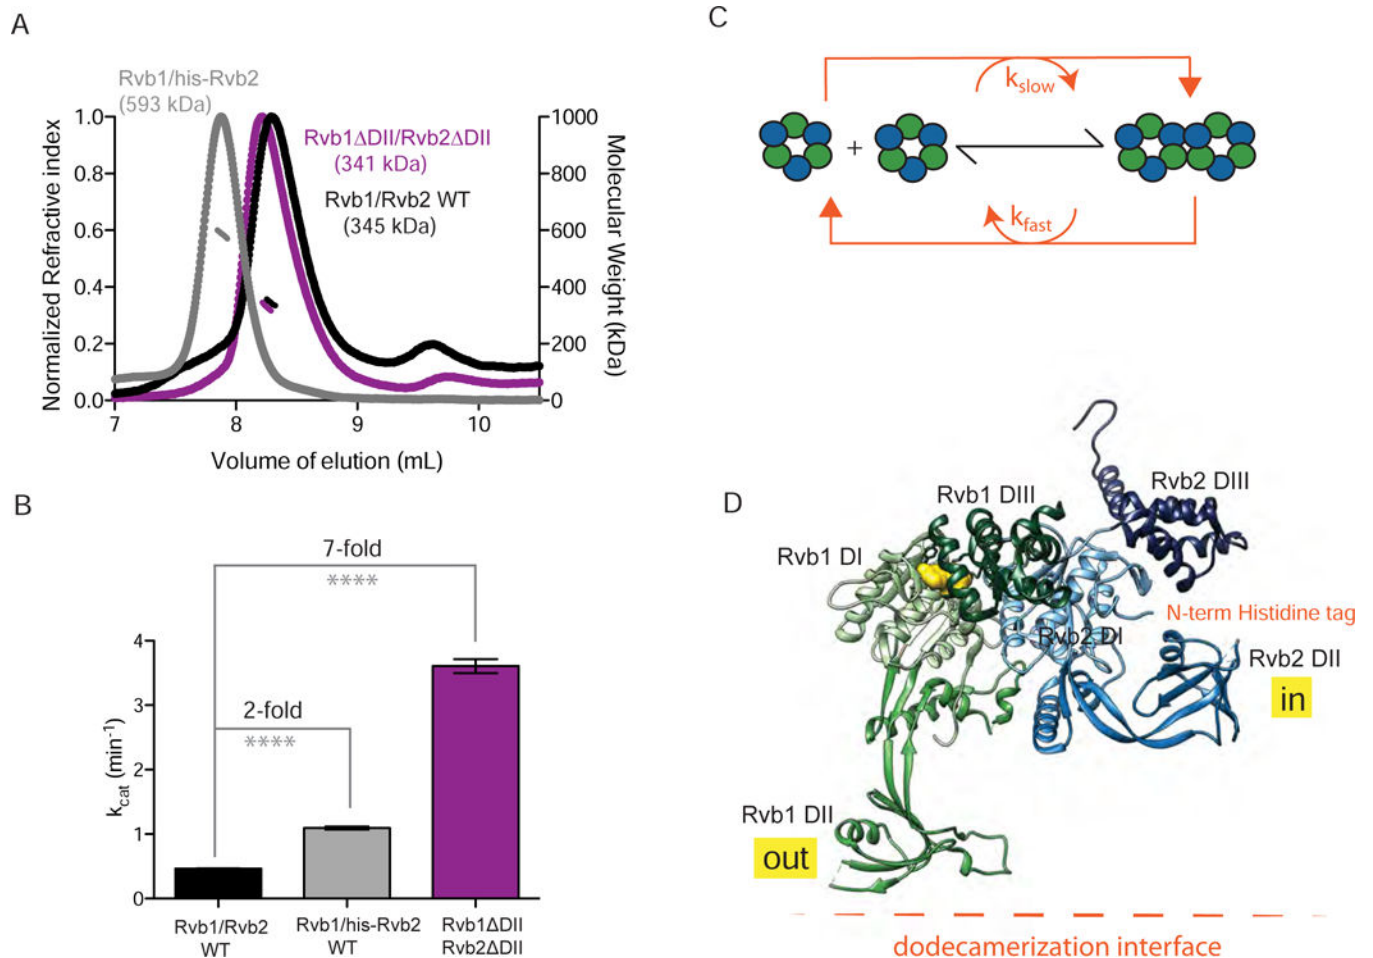 A
Rvb1/his-Rvb2
(593 kDa)
Rvb1ΔDII/Rvb2ΔDII
(341 kDa)
Rvb1/Rvb2 WT
(345 kDa)
Normalized Refractive index
1.0
0.8
0.6
0.4
0.2
0.0
1000
800
600
400
200
0
Molecular Weight (kDa)
7 8 9 10
Volume of elution (mL)
B
7-fold
****
2-fold
****
kcat (min-1)
4
3
2
1
0
Rvb1/Rvb2
WT
Rvb1/his-Rvb2
WT
Rvb1ΔDII
Rvb2ΔDII
C
kslow
+
kfast
D
Rvb2 DIII
Rvb1 DIII
Rvb1 DI
N-term Histidine tag
Rvb2 DI
Rvb2 DII
in
Rvb1 DII
out
dodecamerization interface